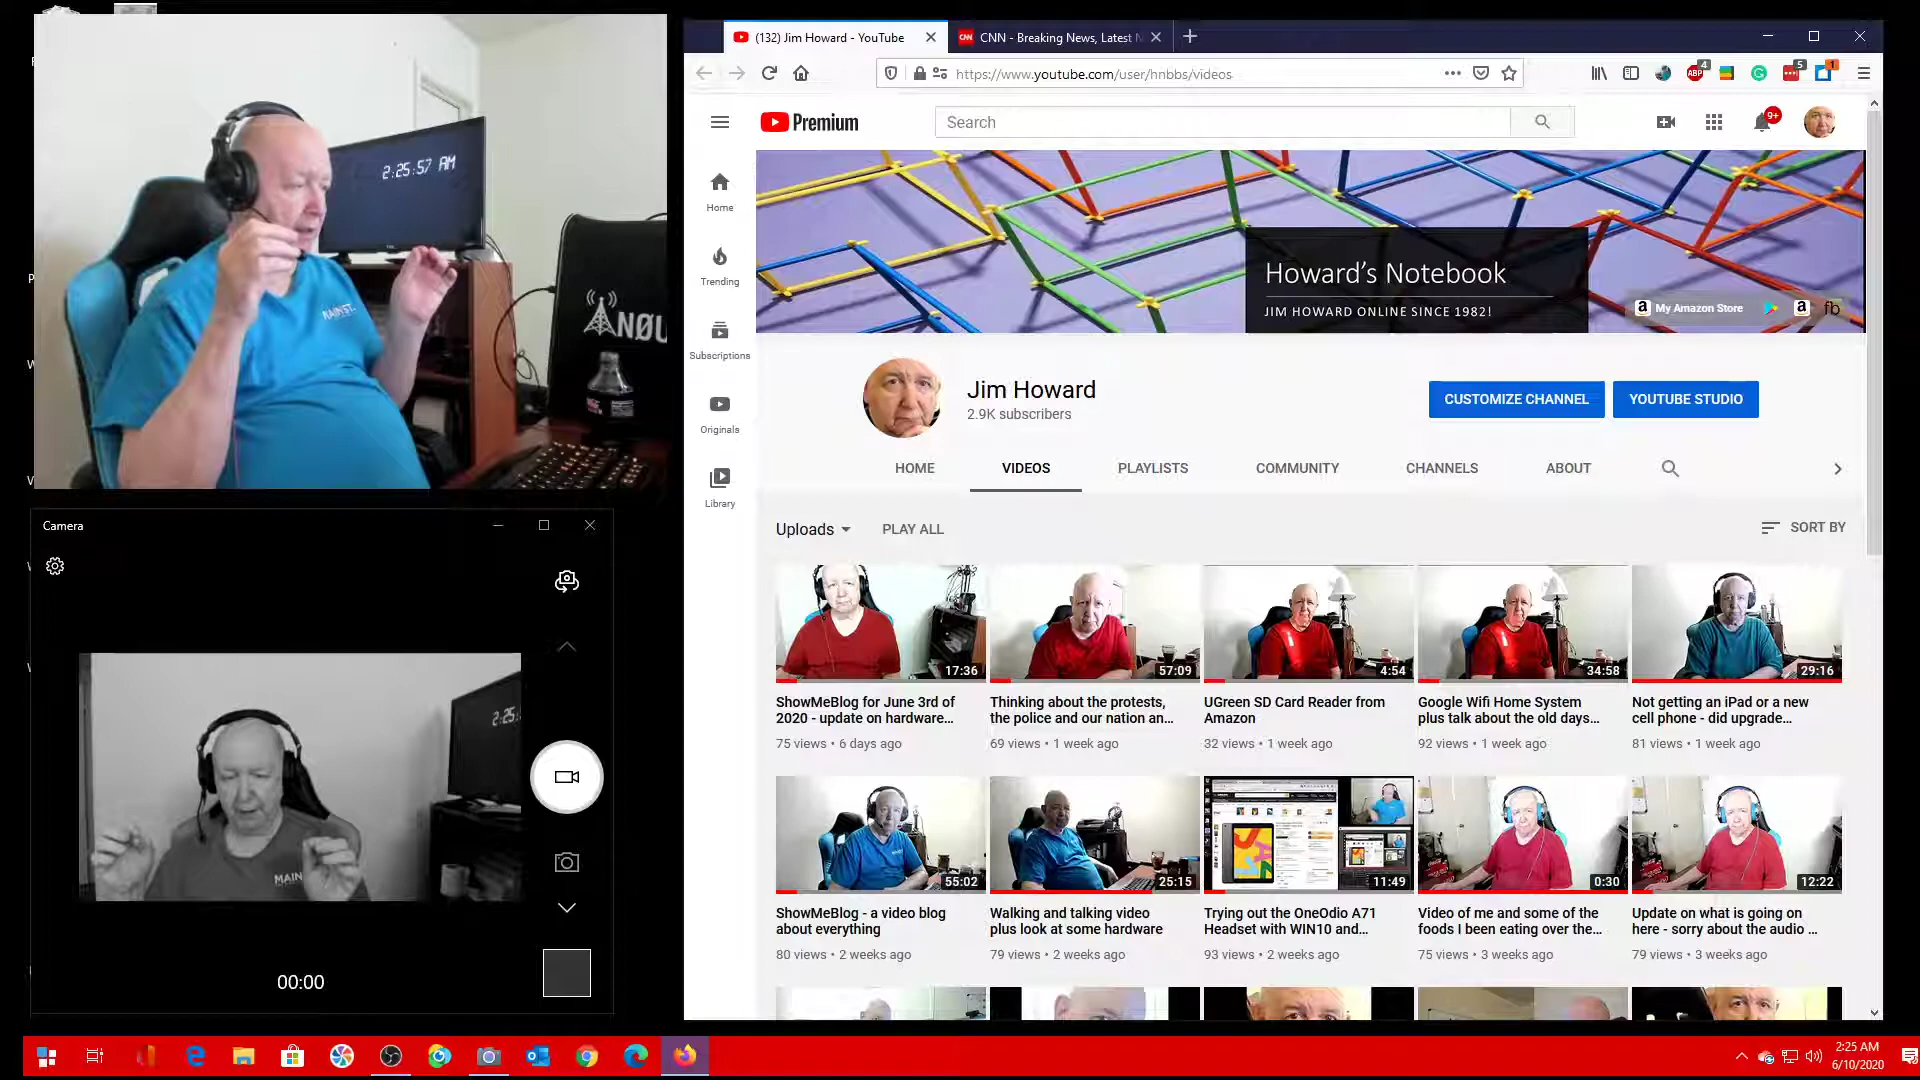 2:25:57 AM
MAINST.
NØU
Camera
2:25:
MAIN
00:00
(132) Jim Howard - YouTube
CNN - Breaking News, Latest N
https://www.youtube.com/user/hnbbs/videos
ABP
4
5
1
Premium
Search
9+
Home
Trending
Subscriptions
Originals
Library
Howard's Notebook
JIM HOWARD ONLINE SINCE 1982!
My Amazon Store
fb
Jim Howard
2.9K subscribers
CUSTOMIZE CHANNEL
YOUTUBE STUDIO
HOME
VIDEOS
PLAYLISTS
COMMUNITY
CHANNELS
ABOUT
Uploads
PLAY ALL
SORT BY
17:36
57:09
4:54
34:58
29:16
ShowMeBlog for June 3rd of
2020 - update on hardware...
75 views • 6 days ago
Thinking about the protests,
the police and our nation an...
69 views • 1 week ago
UGreen SD Card Reader from
Amazon
32 views • 1 week ago
Google Wifi Home System
plus talk about the old days...
92 views • 1 week ago
Not getting an iPad or a new
cell phone - did upgrade...
81 views • 1 week ago
55:02
25:15
11:49
0:30
12:22
ShowMeBlog - a video blog
about everything
80 views • 2 weeks ago
Walking and talking video
plus look at some hardware
79 views • 2 weeks ago
Trying out the OneOdio A71
Headset with WIN10 and...
93 views • 2 weeks ago
Video of me and some of the
foods I been eating over the...
75 views • 3 weeks ago
Update on what is going on
here - sorry about the audio ...
79 views • 3 weeks ago
2:25 AM
6/10/2020